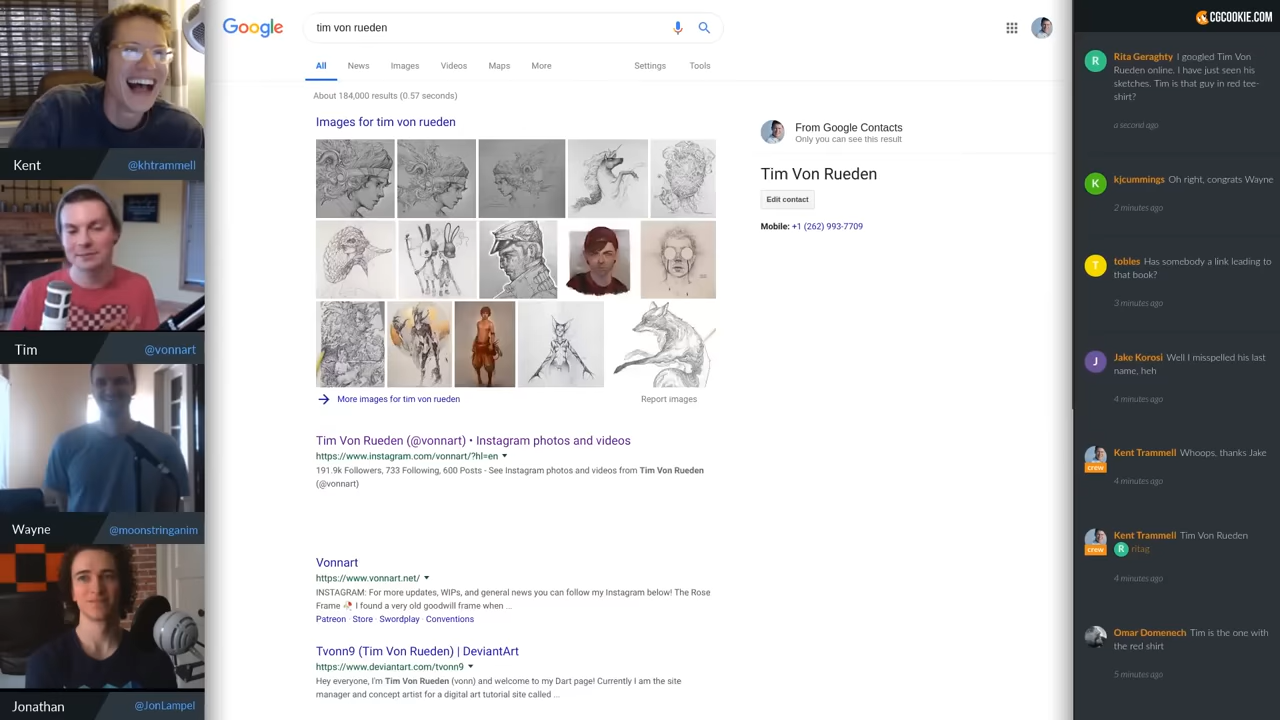 Kent
@khtrammell
Tim
@vonnart
Wayne
@moonstringanim
Jonathan
@JonLampel
Google
tim von rueden
All
News
Images
Videos
Maps
More
Settings
Tools
About 184,000 results (0.57 seconds)
Images for tim von rueden
More images for tim von rueden
Report images
Tim Von Rueden (@vonnart) • Instagram photos and videos
https://www.instagram.com/vonnart/?hl=en
191.9k Followers, 733 Following, 600 Posts - See Instagram photos and videos from Tim Von Rueden
(@vonnart)
Vonnart
https://www.vonnart.net/
INSTAGRAM: For more updates, WIPs, and general news you can follow my Instagram below! The Rose
Frame 🥀 I found a very old goodwill frame when ...
Patreon · Store · Swordplay · Conventions
Tvonn9 (Tim Von Rueden) | DeviantArt
https://www.deviantart.com/tvonn9
Hey everyone, I'm Tim Von Rueden (vonn) and welcome to my Dart page! Currently I am the site
manager and concept artist for a digital art tutorial site called ...
From Google Contacts
Only you can see this result
Tim Von Rueden
Edit contact
Mobile: +1 (262) 993-7709
CGCOOKIE.COM
R
Rita Geraghty I googled Tim Von
Rueden online. I have just seen his
sketches. Tim is that guy in red tee-
shirt?
a second ago
K
kjcummings Oh right, congrats Wayne
2 minutes ago
T
tobles Has somebody a link leading to
that book?
3 minutes ago
J
Jake Korosi Well I misspelled his last
name, heh
4 minutes ago
Kent Trammell Whoops, thanks Jake
crew
4 minutes ago
Kent Trammell Tim Von Rueden
crew
R ritag
4 minutes ago
Omar Domenech Tim is the one with
the red shirt
5 minutes ago